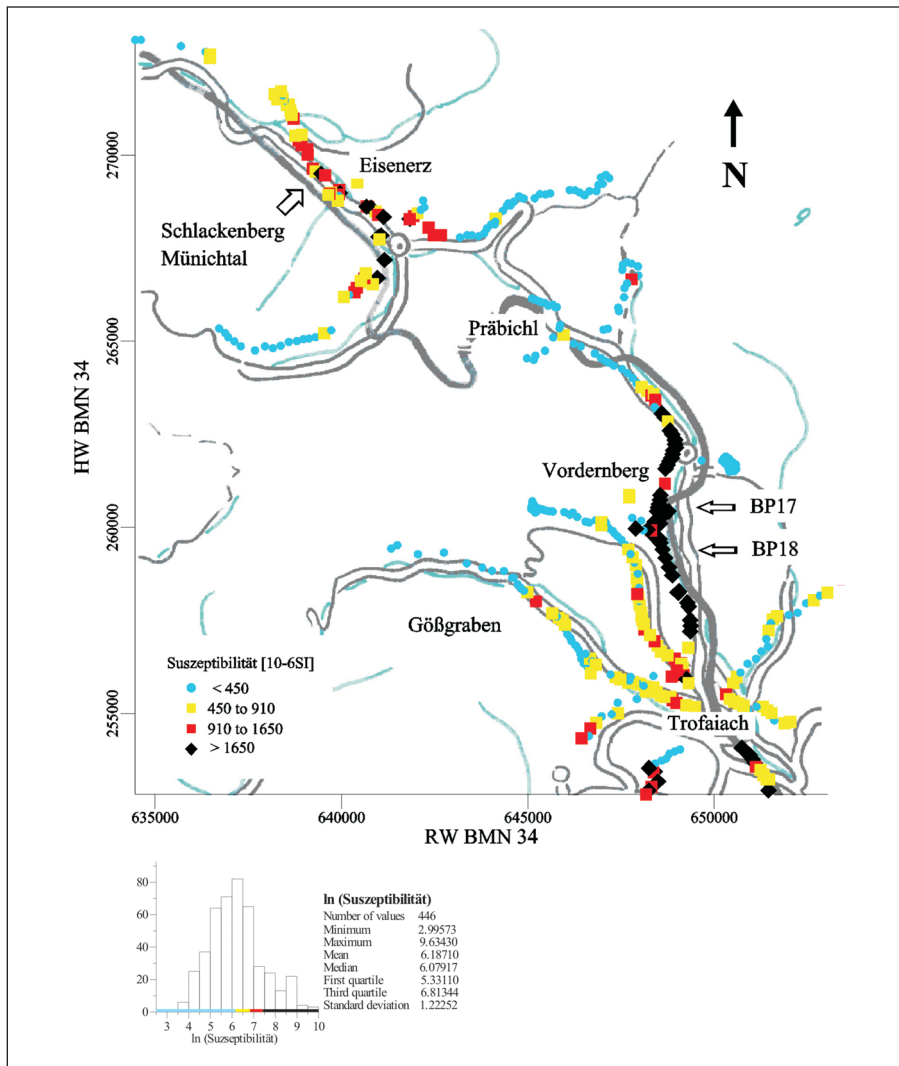 270000
265000
260000
255000
HW BMN 34
N
Eisenerz
Schlackenberg
Münichtal
Präbichl
Vordernberg
BP17
BP18
Gößgraben
Trofaiach
Suszeptibilität [10-6SI]
< 450
450 to 910
910 to 1650
> 1650
635000 640000 645000 650000
RW BMN 34
80
60
40
20
0
3 4 5 6 7 8 9 10
ln (Suzseptibilität)
ln (Suszeptibilität)
Number of values 446
Minimum 2.99573
Maximum 9.63430
Mean 6.18710
Median 6.07917
First quartile 5.33110
Third quartile 6.81344
Standard deviation 1.22252